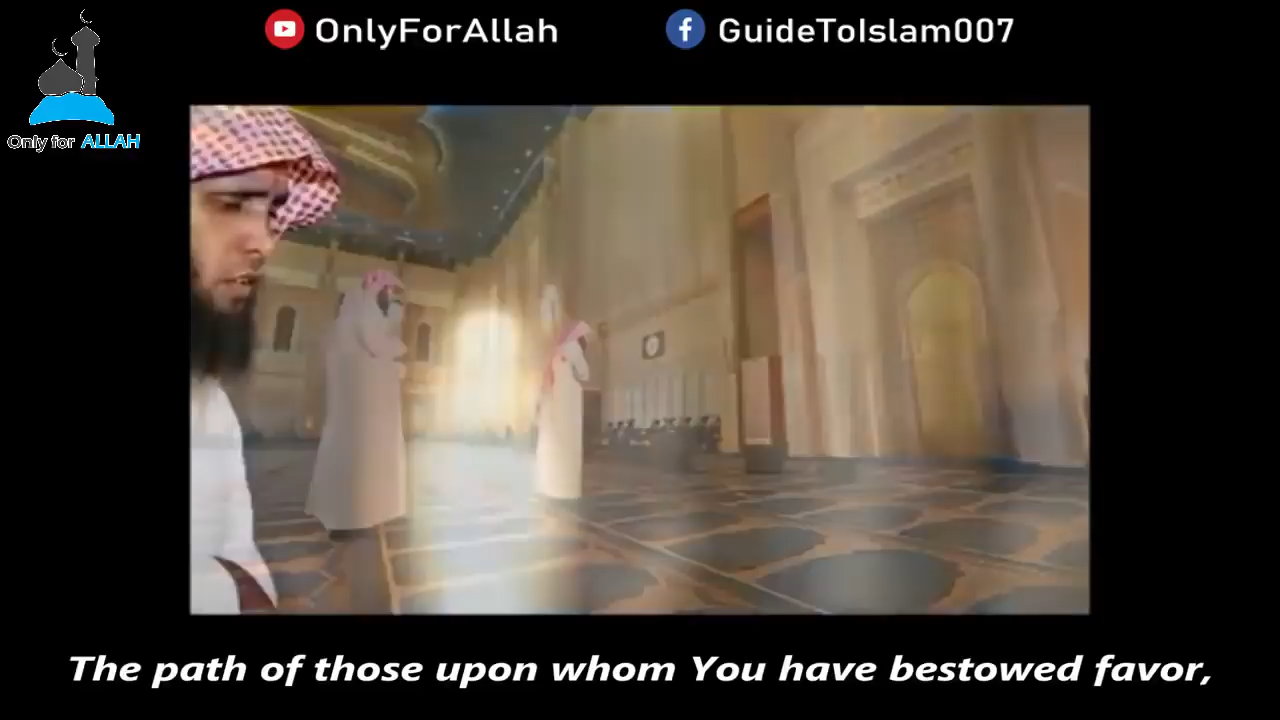 OnlyForAllah
GuideToIslam007
Only for ALLAH
The path of those upon whom You have bestowed favor,